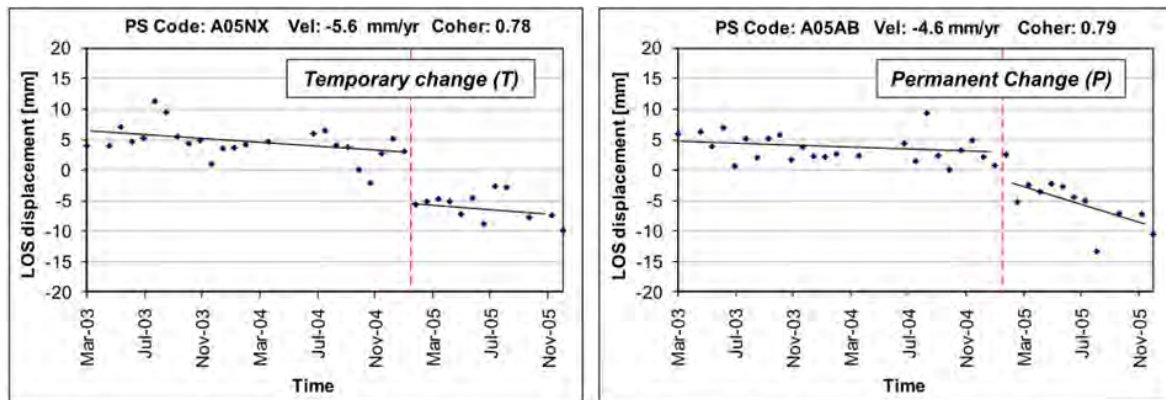 PS Code: A05NX Vel: -5.6 mm/yr Coher: 0.78
Temporary change (T)
LOS displacement [mm]
20
15
10
5
0
-5
-10
-15
-20
Mar-03
Jul-03
Nov-03
Mar-04
Jul-04
Nov-04
Mar-05
Jul-05
Nov-05
Time
PS Code: A05AB Vel: -4.6 mm/yr Coher: 0.79
Permanent Change (P)
LOS displacement [mm]
20
15
10
5
0
-5
-10
-15
-20
Mar-03
Jul-03
Nov-03
Mar-04
Jul-04
Nov-04
Mar-05
Jul-05
Nov-05
Time